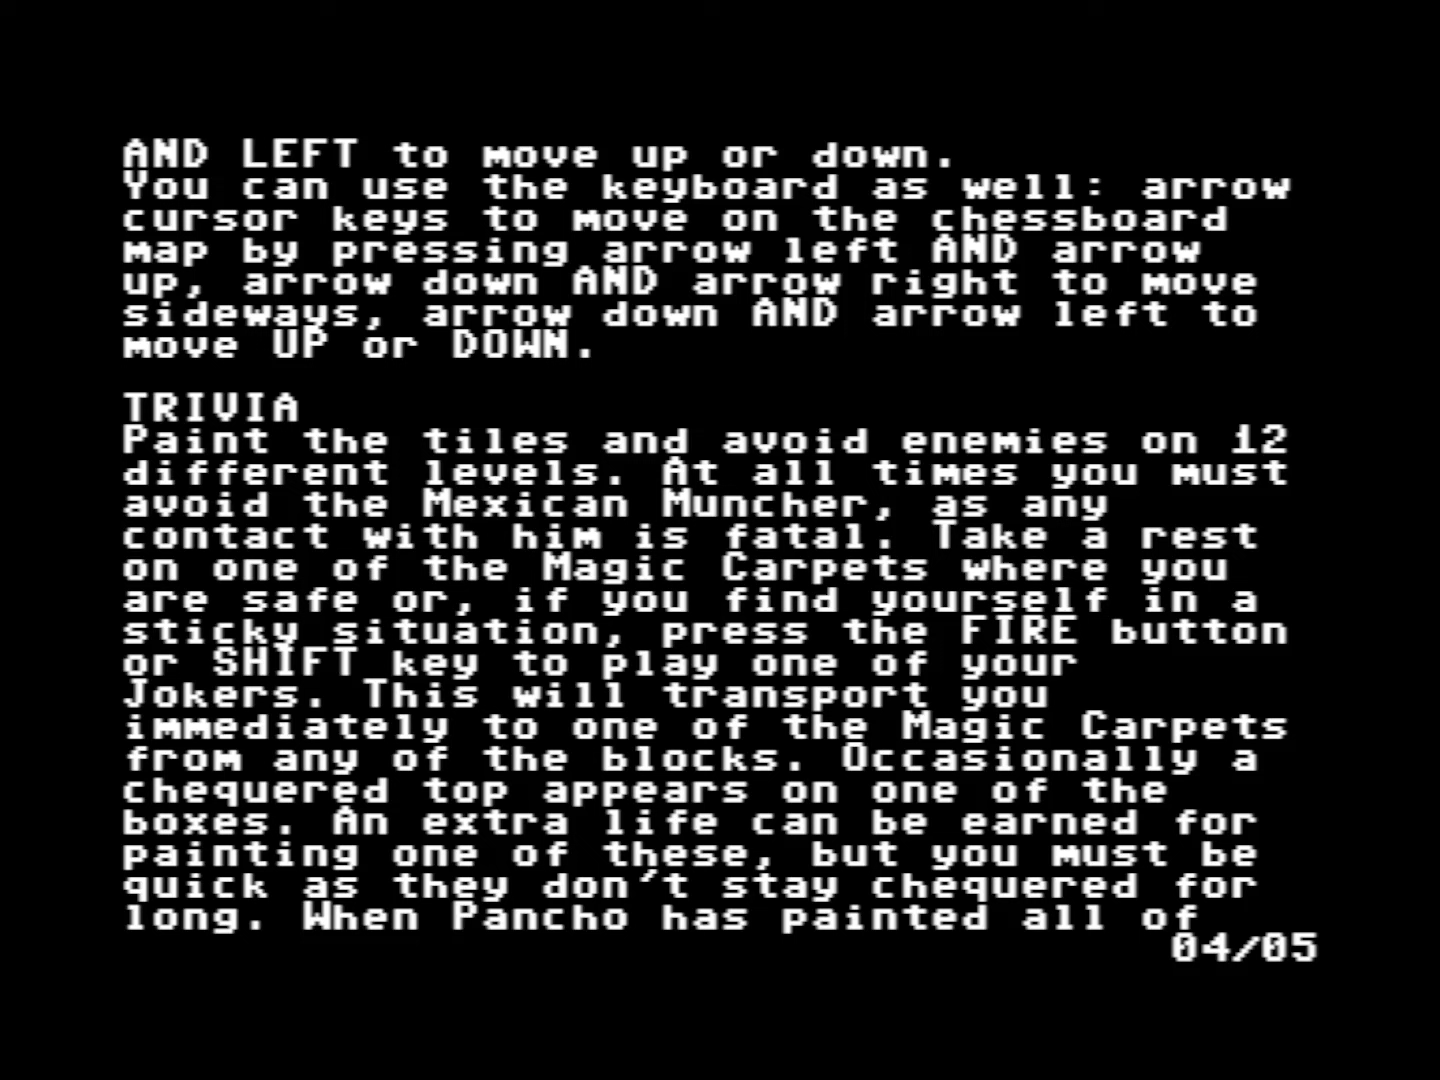 AND LEFT to move up or down.
You can use the keyboard as well: arrow
cursor keys to move on the chessboard
map by pressing arrow left AND arrow
up, arrow down AND arrow right to move
sideways, arrow down AND arrow left to
move UP or DOWN.
TRIVIA
Paint the tiles and avoid enemies on 12
different levels. At all times you must
avoid the Mexican Muncher, as any
contact with him is fatal. Take a rest
on one of the Magic Carpets where you
are safe or, if you find yourself in a
sticky situation, press the FIRE button
or SHIFT key to play one of your
Jokers. This will transport you
immediately to one of the Magic Carpets
from any of the blocks. Occasionally a
chequered top appears on one of the
boxes. An extra life can be earned for
painting one of these, but you must be
quick as they don't stay chequered for
long. When Pancho has painted all of
04/05